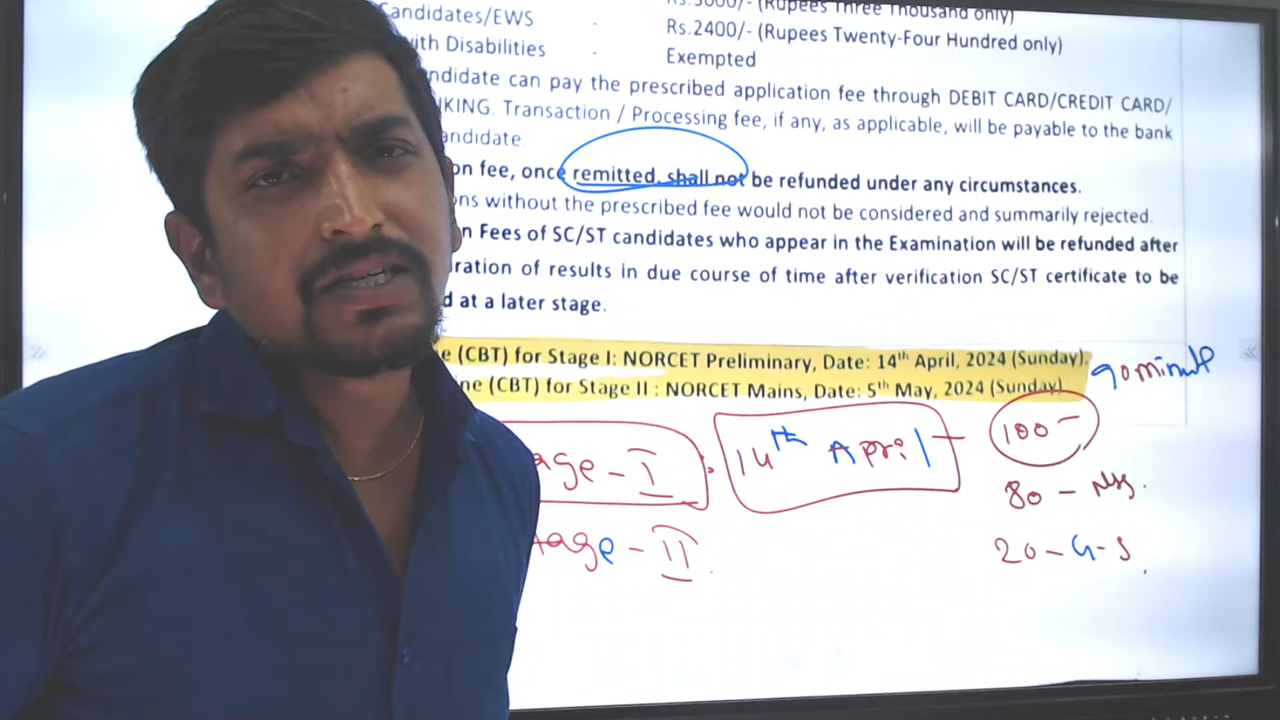 Rs.3000/- (Rupees Three Thousand only)
Candidates/EWS - Rs.2400/- (Rupees Twenty-Four Hundred only)
with Disabilities - Exempted
ndidate can pay the prescribed application fee through DEBIT CARD/CREDIT CARD/
KING. Transaction / Processing fee, if any, as applicable, will be payable to the bank
andidate.
on fee, once remitted, shall not be refunded under any circumstances.
ons without the prescribed fee would not be considered and summarily rejected.
n Fees of SC/ST candidates who appear in the Examination will be refunded after
ration of results in due course of time after verification SC/ST certificate to be
d at a later stage.
e (CBT) for Stage I: NORCET Preliminary, Date: 14th April, 2024 (Sunday).
ne (CBT) for Stage II : NORCET Mains, Date: 5th May, 2024 (Sunday)
90 minute
age - I 14th April - 100 -
80 - Nsg.
tage - II 20 - G-S